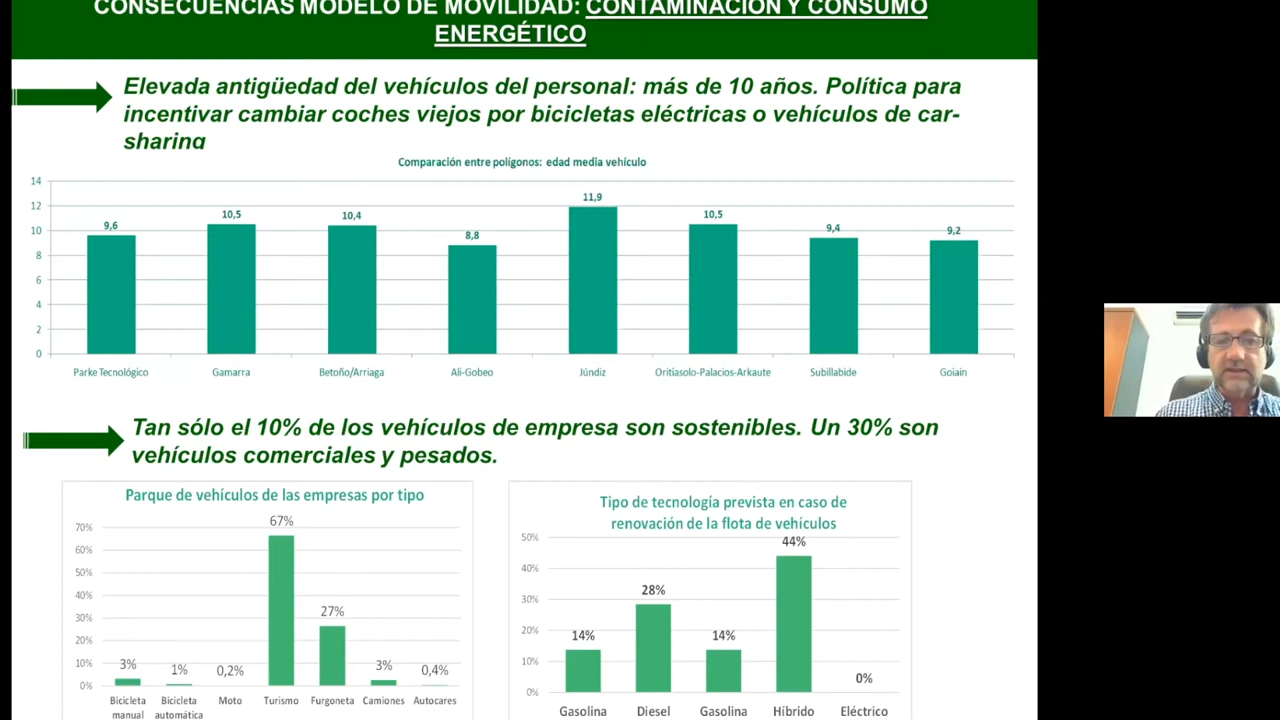 CONSECUENCIAS MODELO DE MOVILIDAD: CONTAMINACIÓN Y CONSUMO
ENERGÉTICO
Elevada antigüedad del vehículos del personal: más de 10 años. Política para
incentivar cambiar coches viejos por bicicletas eléctricas o vehículos de car-
sharing
Comparación entre polígonos: edad media vehículo
14
12
10
8
6
4
2
0
9,6
10,5
10,4
8,8
11,9
10,5
9,4
9,2
Parke Tecnológico
Gamarra
Betoño/Arriaga
Ali-Gobeo
Júndiz
Oritiasolo-Palacios-Arkaute
Subillabide
Goiain
Tan sólo el 10% de los vehículos de empresa son sostenibles. Un 30% son
vehículos comerciales y pesados.
Parque de vehículos de las empresas por tipo
70%
60%
50%
40%
30%
20%
10%
0%
3%
1%
0,2%
67%
27%
3%
0,4%
Bicicleta
manual
Bicicleta
automática
Moto
Turismo
Furgoneta
Camiones
Autocares
Tipo de tecnología prevista en caso de
renovación de la flota de vehículos
50%
40%
30%
20%
10%
0%
14%
28%
14%
44%
0%
Gasolina
Diesel
Gasolina
Híbrido
Eléctrico